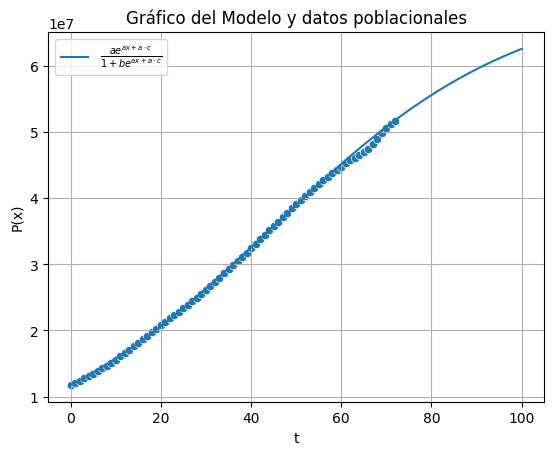 Gráfico del Modelo y datos poblacionales
1e7
ae^{ax+a·c}
1+be^{ax+a·c}
6
5
4
3
2
1
P(x)
0 20 40 60 80 100
t